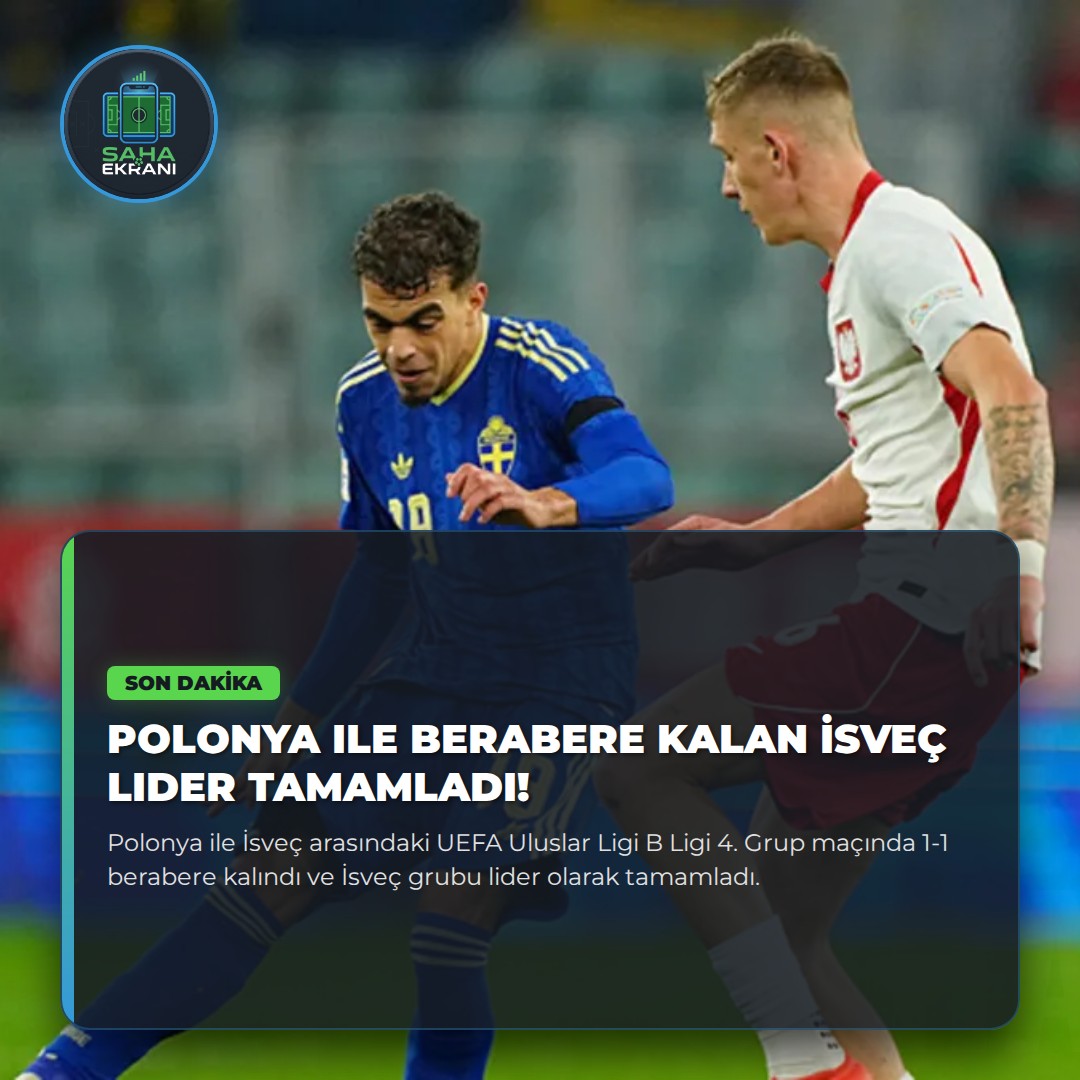 SAHA
EKRANI
SON DAKİKA
POLONYA ILE BERABERE KALAN İSVEÇ
LIDER TAMAMLADI!
Polonya ile İsveç arasındaki UEFA Uluslar Ligi B Ligi 4. Grup maçında 1-1
berabere kalındı ve İsveç grubu lider olarak tamamladı.